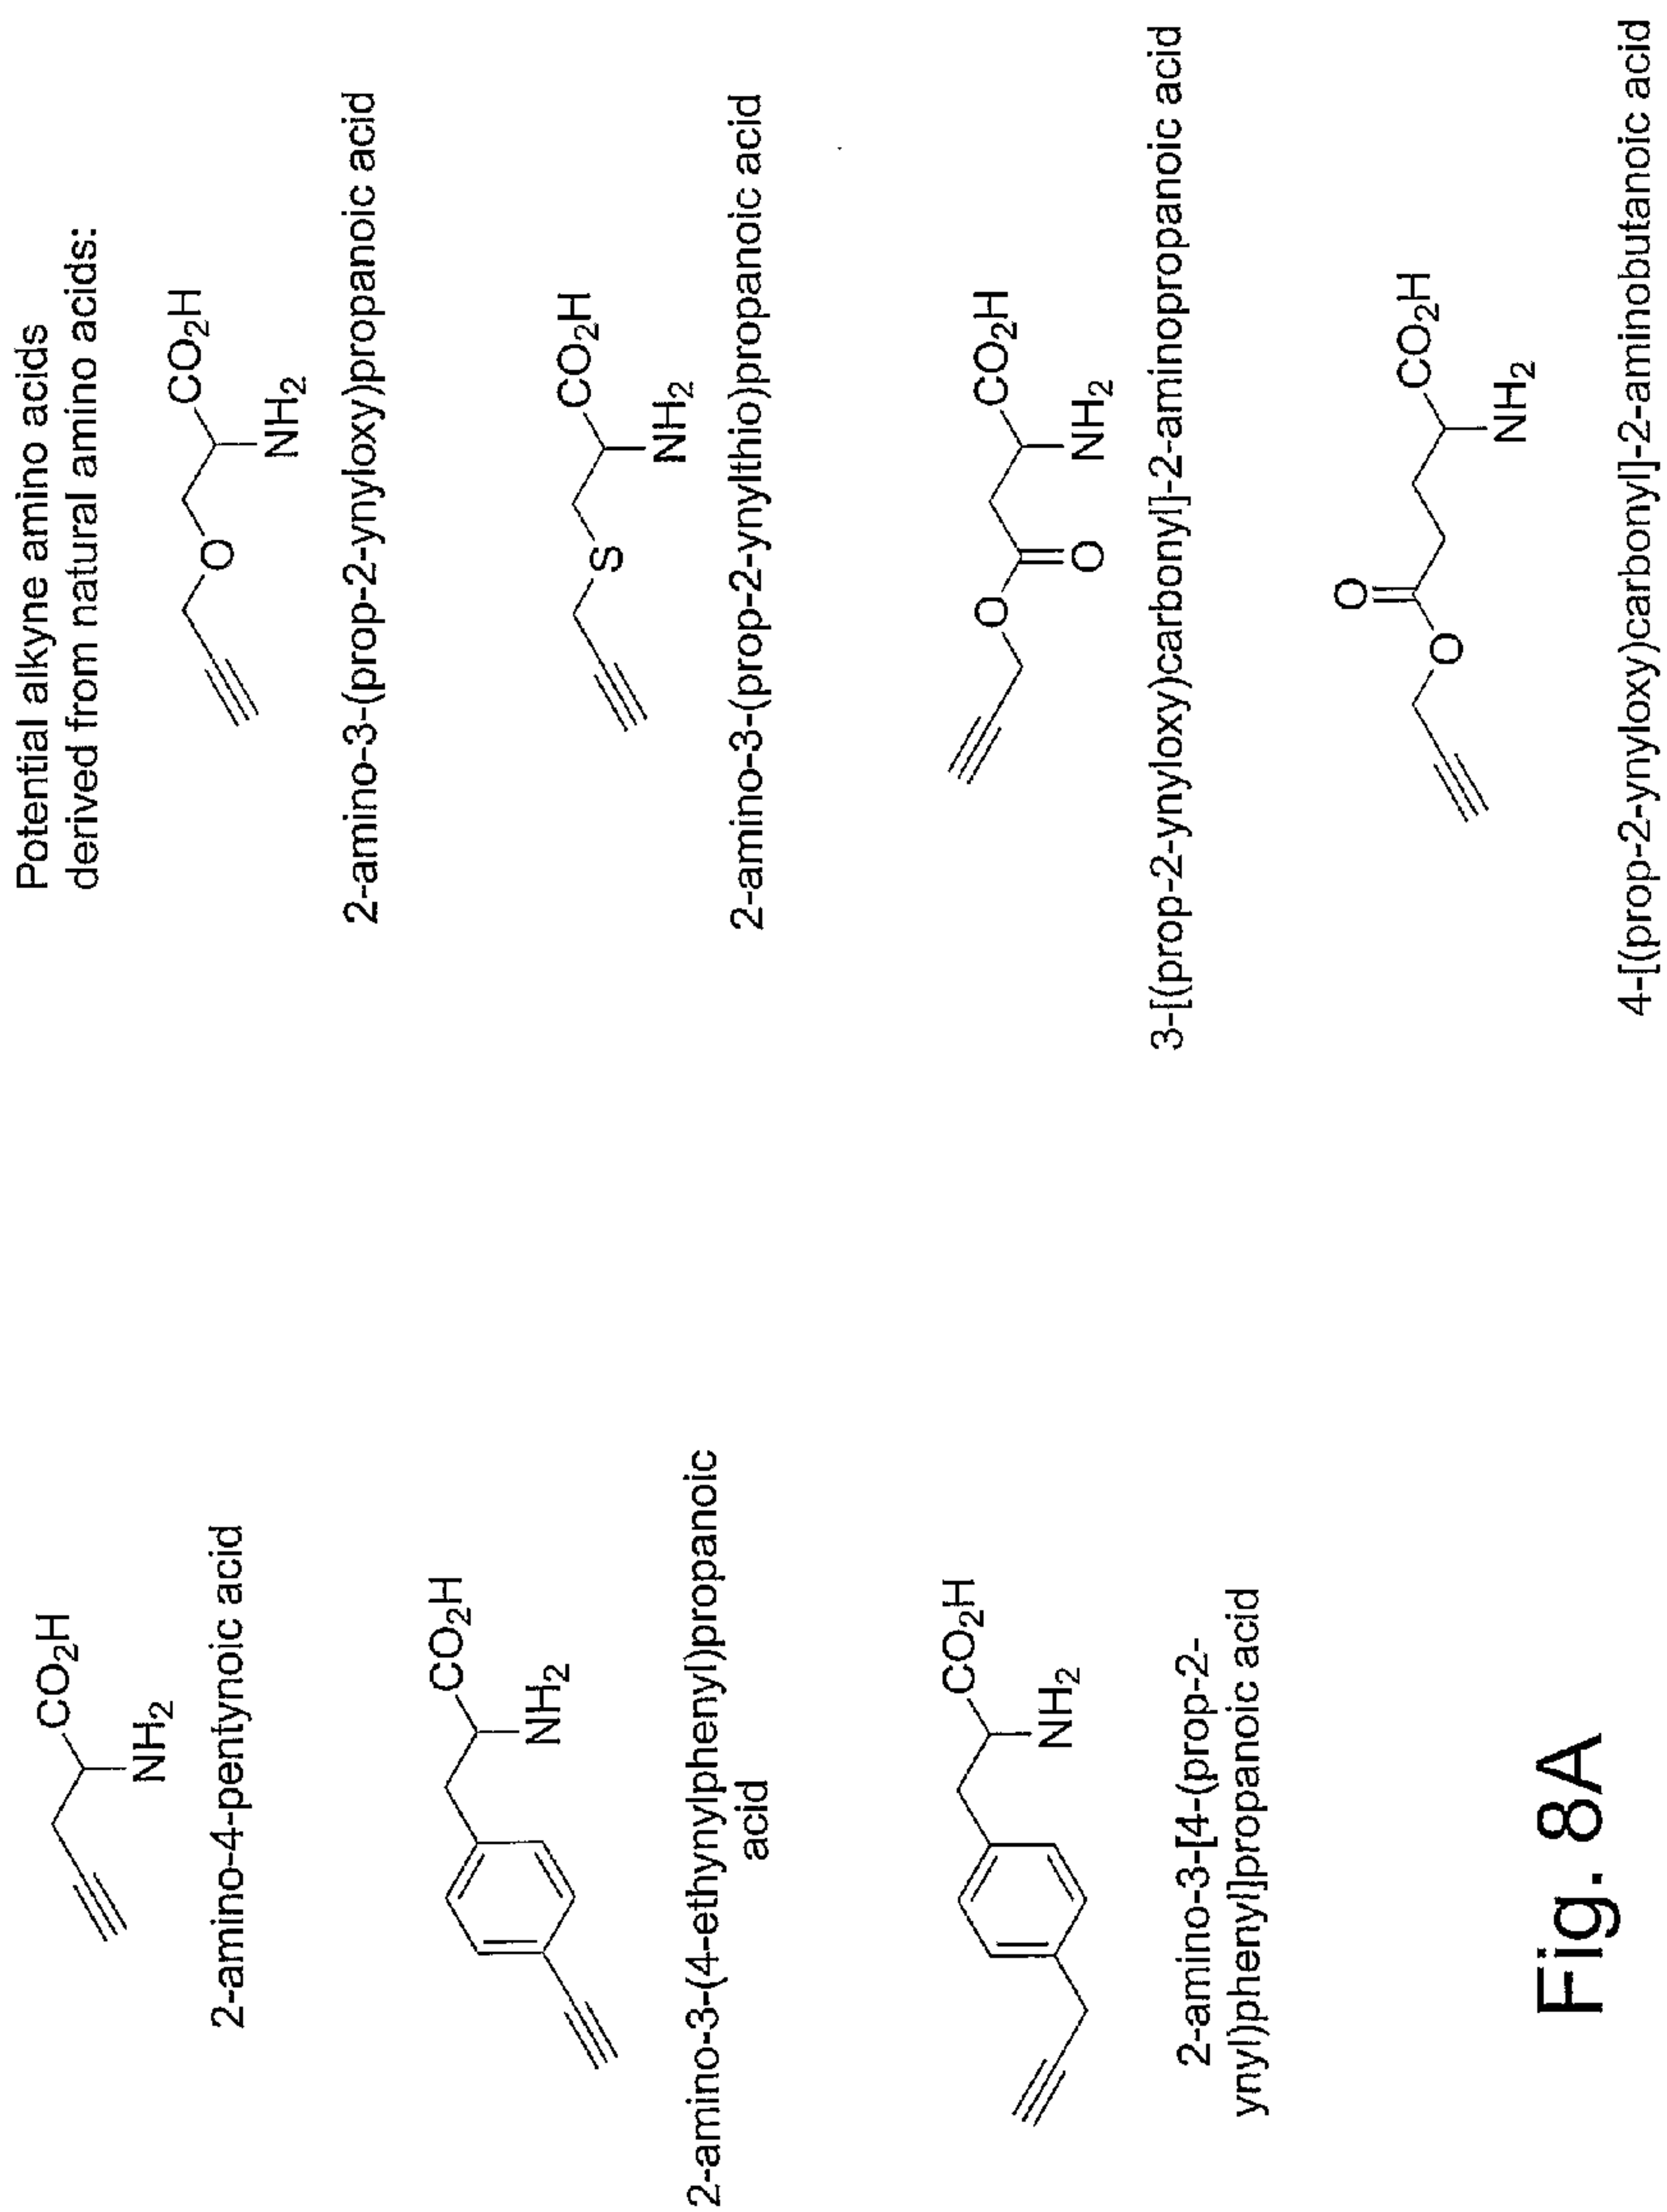 CO2H
NH2
2-amino-4-pentynoic acid
CO2H
NH2
2-amino-3-(4-ethynylphenyl)propanoic
acid
CO2H
NH2
2-amino-3-[4-(prop-2-
ynyl)phenyl]propanoic acid
Potential alkyne amino acids
derived from natural amino acids:
O
CO2H
NH2
2-amino-3-(prop-2-ynyloxy)propanoic acid
S
CO2H
NH2
2-amino-3-(prop-2-ynylthio)propanoic acid
O
O
CO2H
NH2
3-[(prop-2-ynyloxy)carbonyl]-2-aminopropanoic acid
O
O
CO2H
NH2
4-[(prop-2-ynyloxy)carbonyl]-2-aminobutanoic acid
Fig. 8A